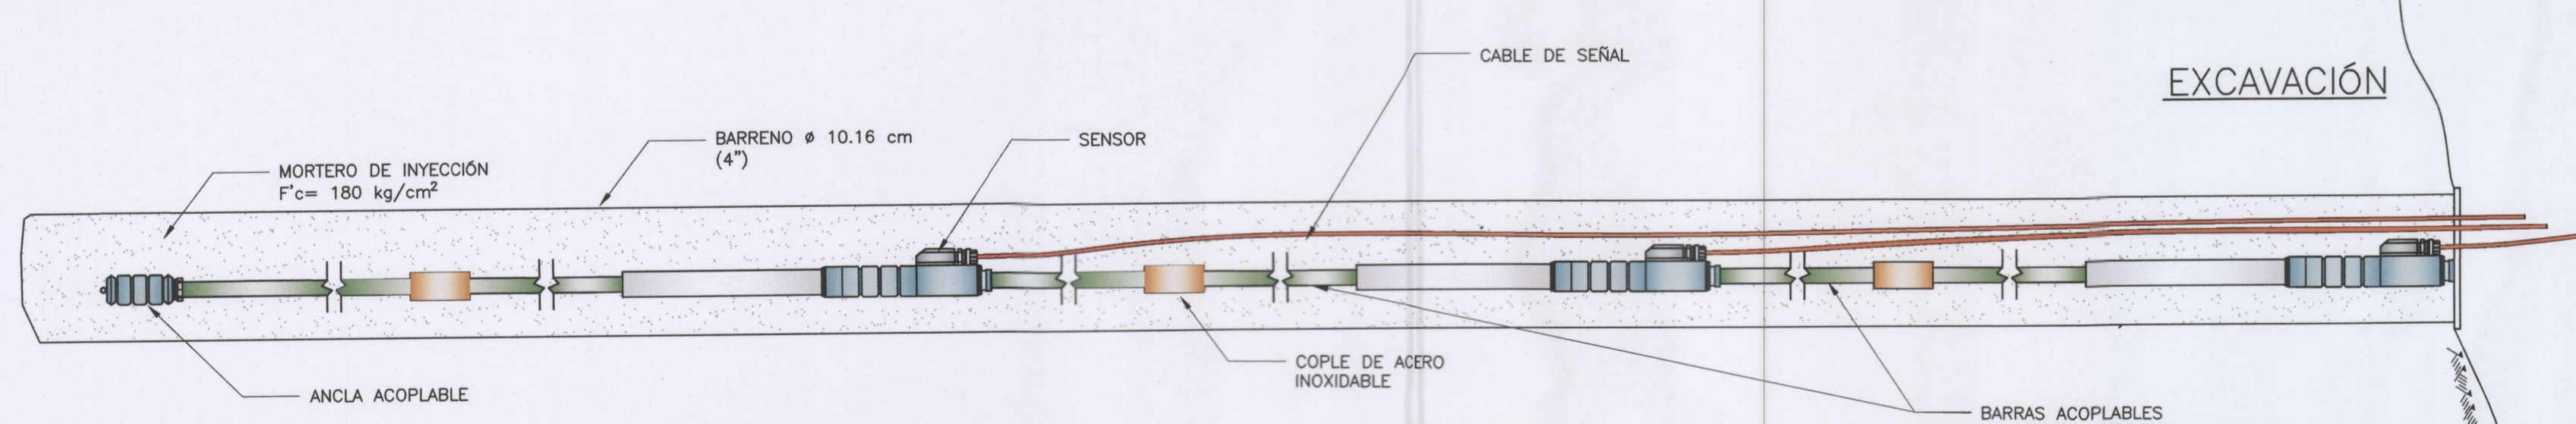 CABLE DE SEÑAL
EXCAVACIÓN
BARRENO ø 10.16 cm
(4")
SENSOR
MORTERO DE INYECCIÓN
F'c= 180 kg/cm²
COPLE DE ACERO
INOXIDABLE
ANCLA ACOPLABLE
BARRAS ACOPLABLES